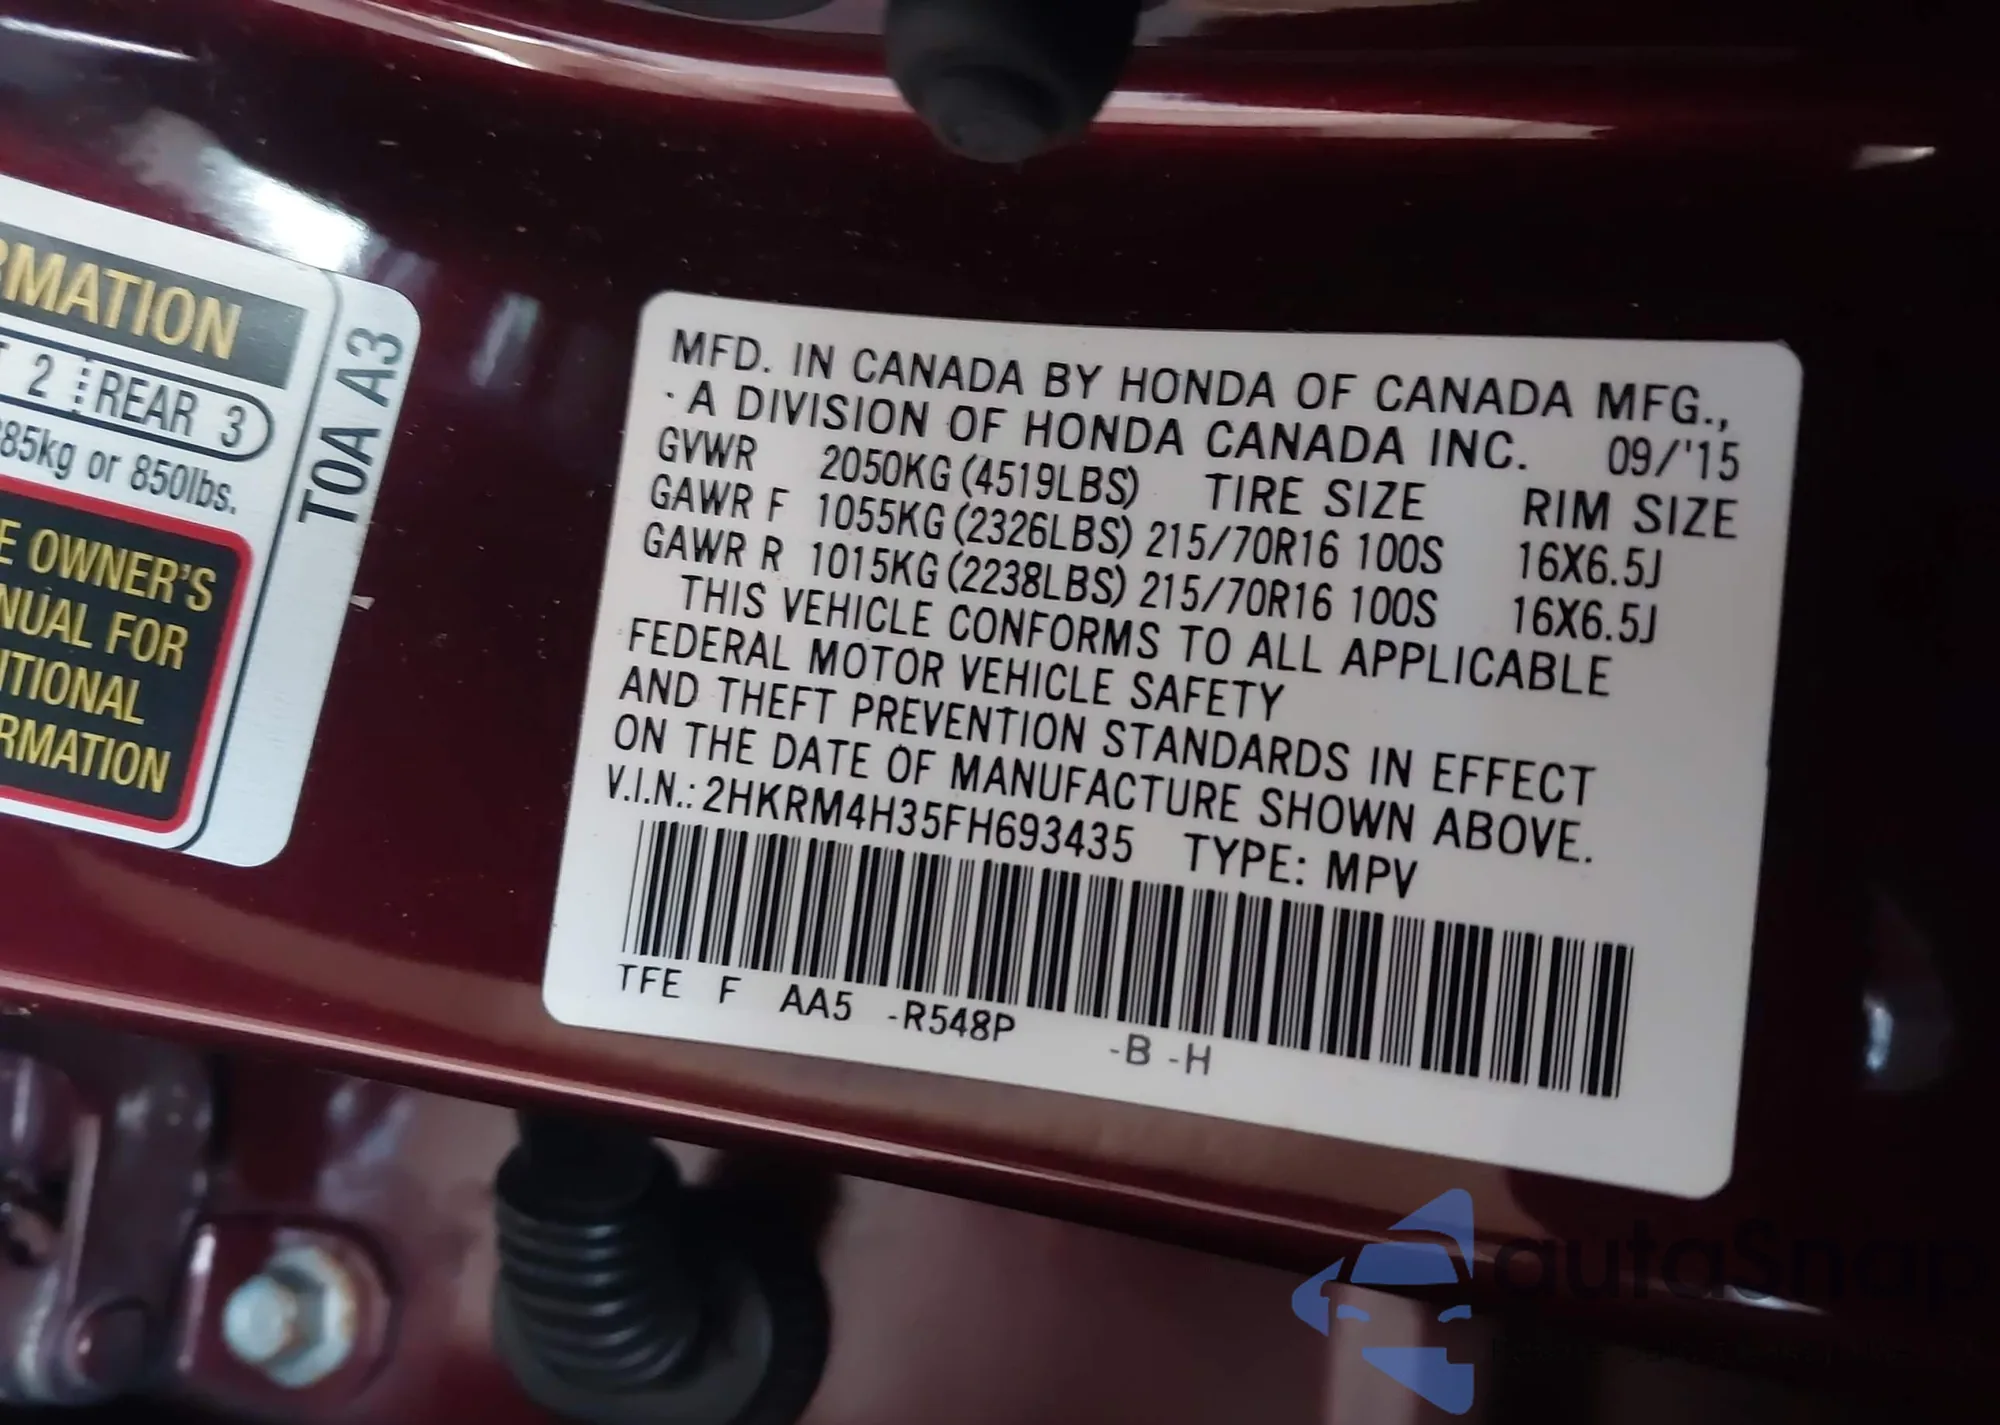 RMATION
2 REAR 3
85kg or 850lbs.
E OWNER'S
NUAL FOR
ITIONAL
RMATION
T0A A3
MFD. IN CANADA BY HONDA OF CANADA MFG.,
A DIVISION OF HONDA CANADA INC. 09/'15
GVWR 2050KG (4519LBS) TIRE SIZE RIM SIZE
GAWR F 1055KG (2326LBS) 215/70R16 100S 16X6.5J
GAWR R 1015KG (2238LBS) 215/70R16 100S 16X6.5J
THIS VEHICLE CONFORMS TO ALL APPLICABLE
FEDERAL MOTOR VEHICLE SAFETY
AND THEFT PREVENTION STANDARDS IN EFFECT
ON THE DATE OF MANUFACTURE SHOWN ABOVE.
V.I.N.: 2HKRM4H35FH693435 TYPE: MPV
TFE F AA5 -R548P -B -H
autaSnap